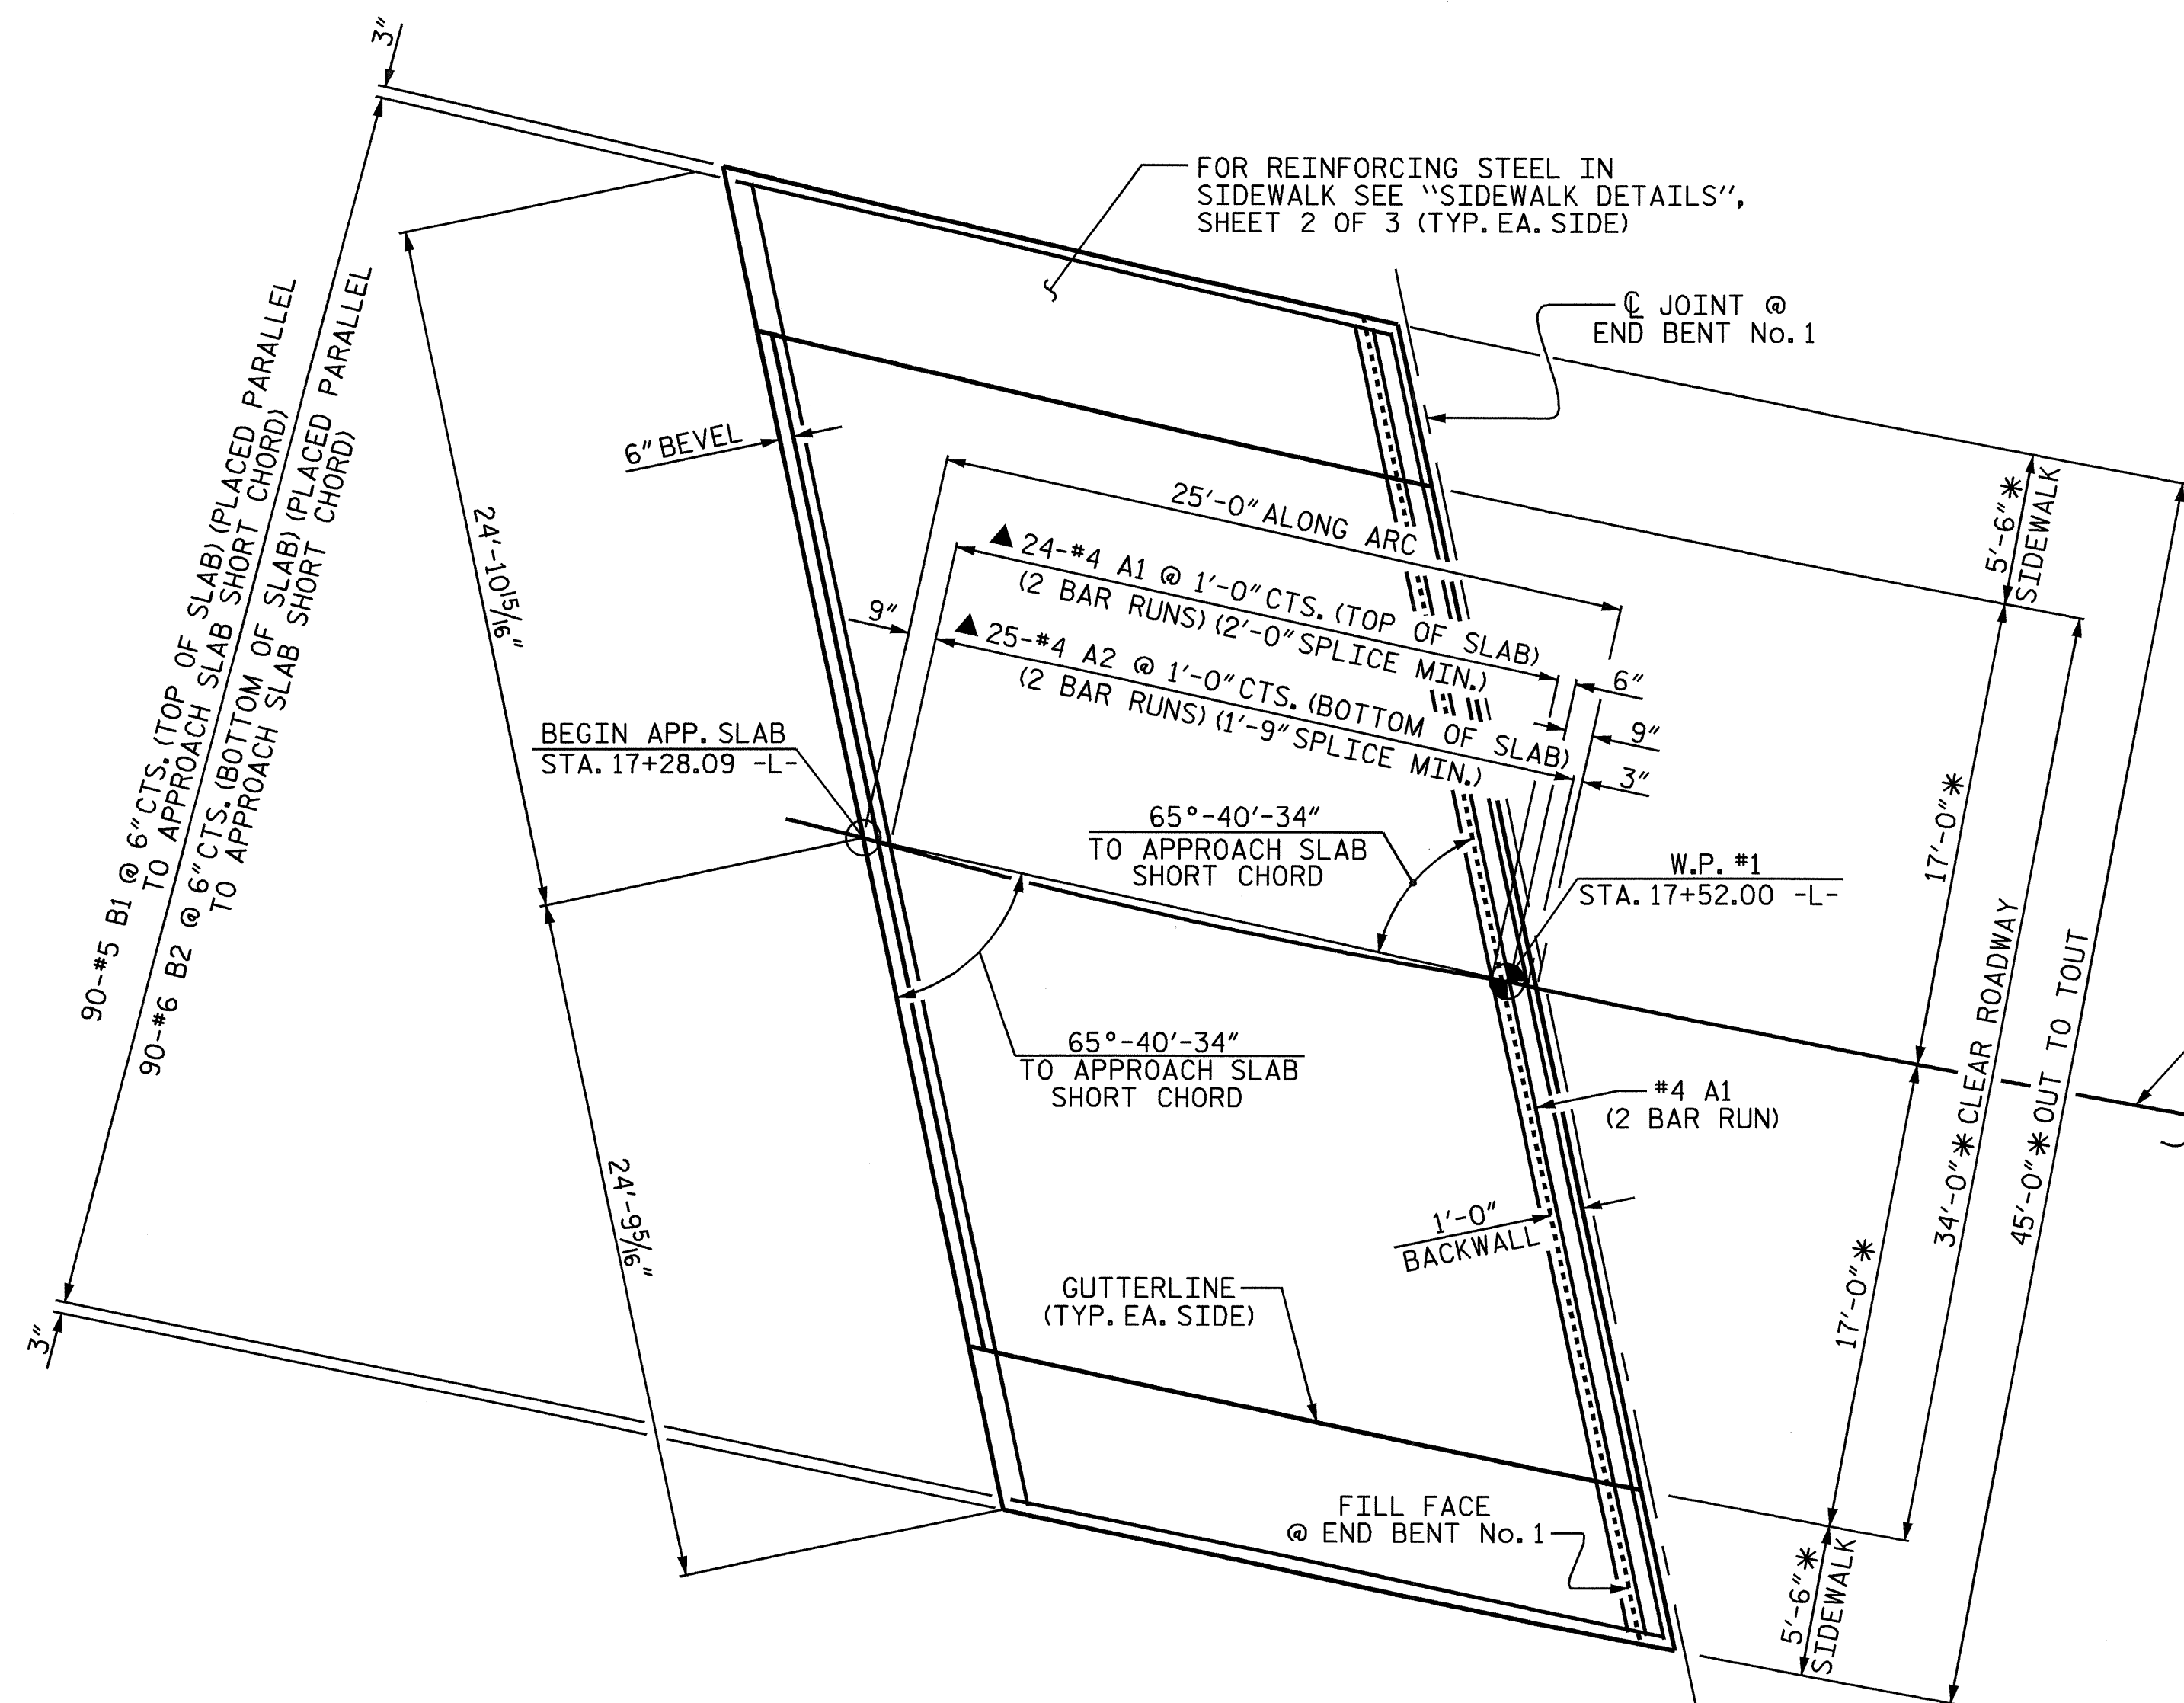 3"
FOR REINFORCING STEEL IN
SIDEWALK SEE "SIDEWALK DETAILS",
SHEET 2 OF 3 (TYP. EA. SIDE)
℄ JOINT @
END BENT No. 1
90-#5 B1 @ 6" CTS. (TOP OF SLAB) (PLACED PARALLEL
TO APPROACH SLAB SHORT CHORD)
90-#6 B2 @ 6" CTS. (BOTTOM OF SLAB) (PLACED PARALLEL
TO APPROACH SLAB SHORT CHORD)
6" BEVEL
24'-10 15/16"
25'-0" ALONG ARC
▲ 24-#4 A1 @ 1'-0" CTS. (TOP OF SLAB)
(2 BAR RUNS) (2'-0" SPLICE MIN.)
9"
▲ 25-#4 A2 @ 1'-0" CTS. (BOTTOM OF SLAB)
(2 BAR RUNS) (1'-9" SPLICE MIN.)
6"
9"
3"
5'-6"*
SIDEWALK
BEGIN APP. SLAB
STA. 17+28.09 -L-
65°-40'-34"
TO APPROACH SLAB
SHORT CHORD
W.P. #1
STA. 17+52.00 -L-
17'-0"*
65°-40'-34"
TO APPROACH SLAB
SHORT CHORD
#4 A1
(2 BAR RUN)
34'-0"* CLEAR ROADWAY
45'-0"* OUT TO TOUT
24'-9 5/16"
1'-0"
BACKWALL
17'-0"*
GUTTERLINE
(TYP. EA. SIDE)
3"
FILL FACE
@ END BENT No. 1
5'-6"*
SIDEWALK